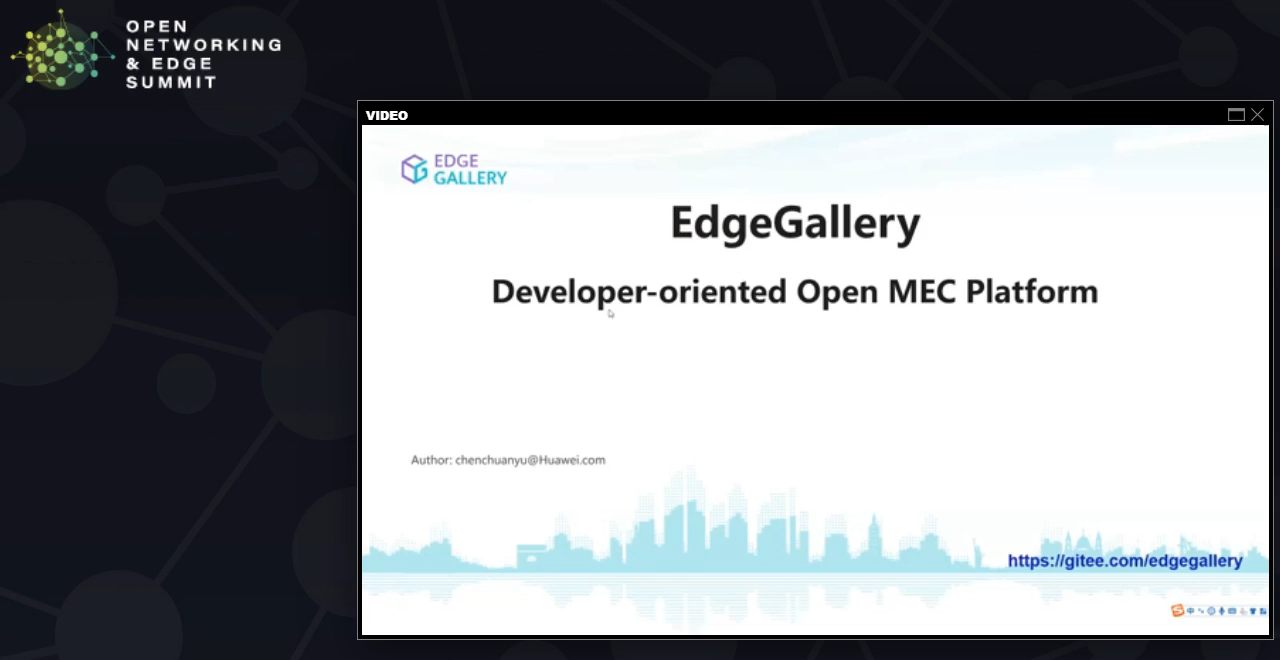 OPEN
NETWORKING
& EDGE
SUMMIT
VIDEO
EDGE
GALLERY
EdgeGallery
Developer-oriented Open MEC Platform
Author: chenchuanyu@Huawei.com
https://gitee.com/edgegallery
中